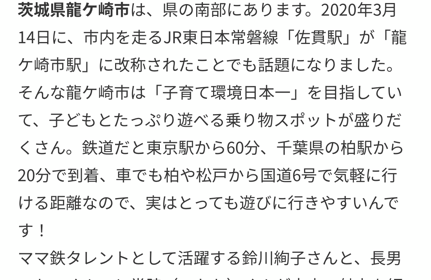 茨城県龍ケ崎市は、県の南部にあります。2020年3月
14日に、市内を走るJR東日本常磐線「佐貫駅」が「龍
ケ崎市駅」に改称されたことでも話題になりました。
そんな龍ケ崎市は「子育て環境日本一」を目指してい
て、子どもとたっぷり遊べる乗り物スポットが盛りだ
くさん。鉄道だと東京駅から60分、千葉県の柏駅から
20分で到着、車でも柏や松戸から国道6号で気軽に行
ける距離なので、実はとっても遊びに行きやすいんで
す！
ママ鉄タレントとして活躍する鈴川絢子さんと、長男